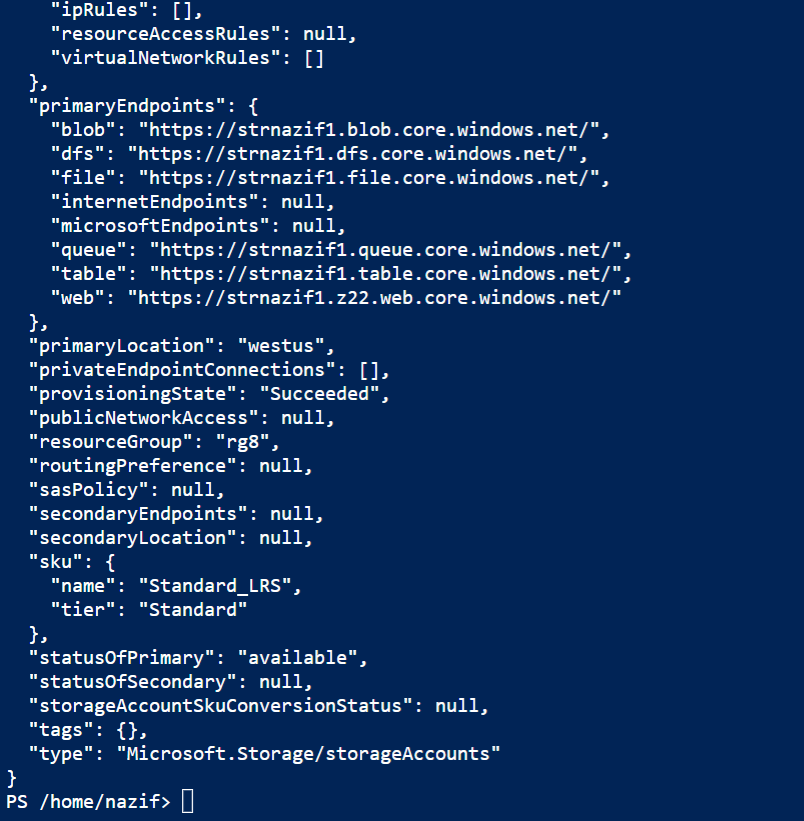 "ipRules": [],
"resourceAccessRules": null,
"virtualNetworkRules": []
},
"primaryEndpoints": {
"blob": "https://strnazif1.blob.core.windows.net/",
"dfs": "https://strnazif1.dfs.core.windows.net/",
"file": "https://strnazif1.file.core.windows.net/",
"internetEndpoints": null,
"microsoftEndpoints": null,
"queue": "https://strnazif1.queue.core.windows.net/",
"table": "https://strnazif1.table.core.windows.net/",
"web": "https://strnazif1.z22.web.core.windows.net/"
},
"primaryLocation": "westus",
"privateEndpointConnections": [],
"provisioningState": "Succeeded",
"publicNetworkAccess": null,
"resourceGroup": "rg8",
"routingPreference": null,
"sasPolicy": null,
"secondaryEndpoints": null,
"secondaryLocation": null,
"sku": {
"name": "Standard_LRS",
"tier": "Standard"
},
"statusOfPrimary": "available",
"statusOfSecondary": null,
"storageAccountSkuConversionStatus": null,
"tags": {},
"type": "Microsoft.Storage/storageAccounts"
}
PS /home/nazif>